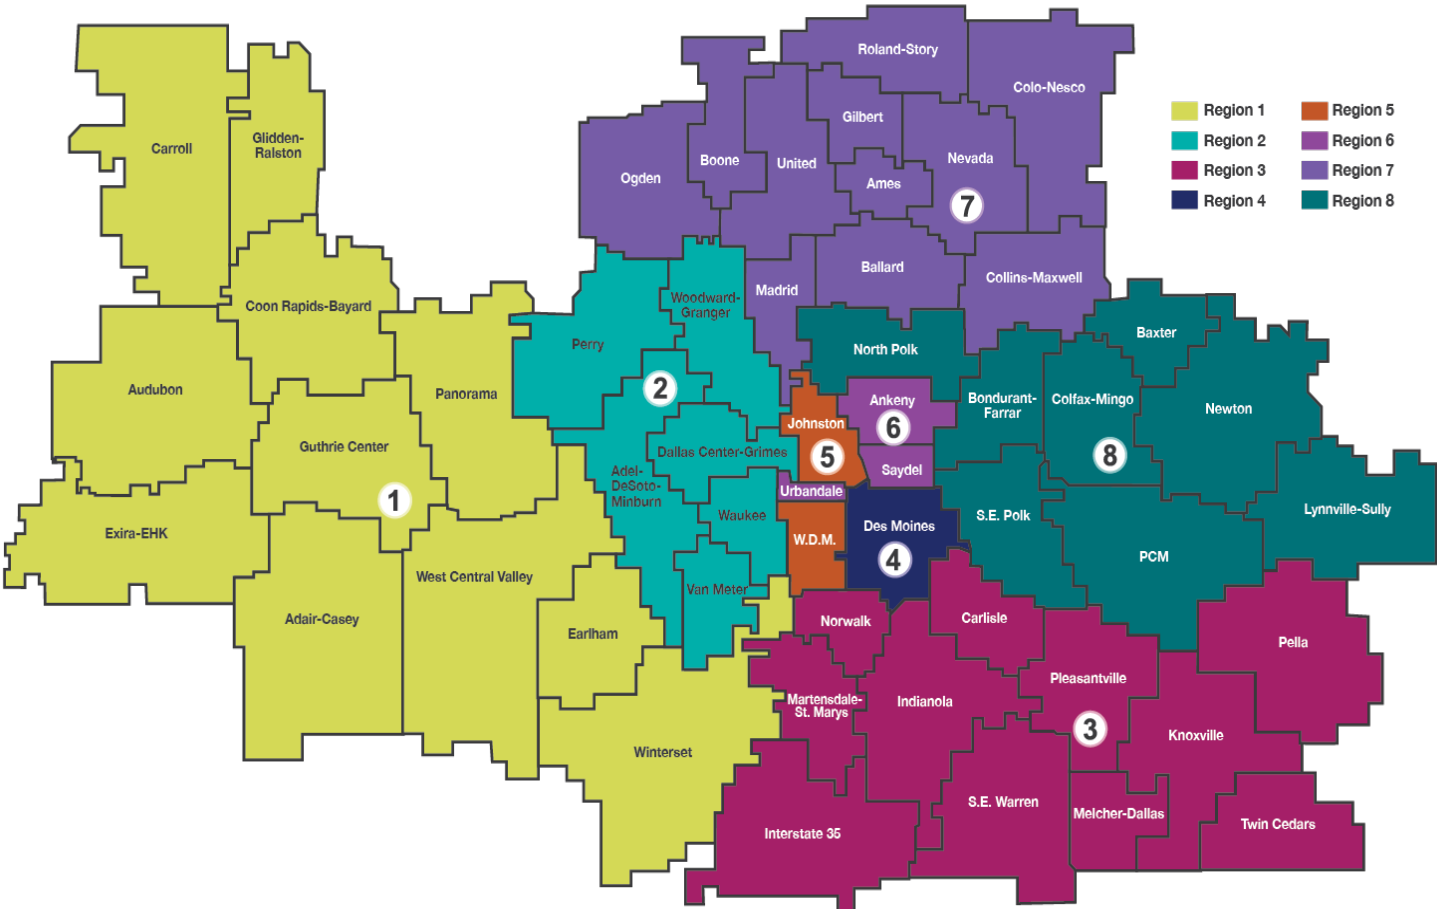 Roland-Story
Colo-Nesco
Region 1
Region 5
Region 2
Region 6
Region 3
Region 7
Region 4
Region 8
Carroll
Glidden-
Ralston
Gilbert
Boone
United
Nevada
Ogden
Ames
7
Ballard
Collins-Maxwell
Madrid
Coon Rapids-Bayard
Woodward-
Granger
Perry
North Polk
Baxter
Audubon
Panorama
2
Ankeny
6
Bondurant-
Farrar
Colfax-Mingo
Newton
Johnston
5
Guthrie Center
Dallas Center-Grimes
8
Saydel
Adel-
DeSoto-
Minburn
Urbandale
1
Waukee
Des Moines
4
S.E. Polk
Lynnville-Sully
Exira-EHK
W.D.M.
PCM
West Central Valley
Van Meter
Adair-Casey
Earlham
Norwalk
Carlisle
Pella
Pleasantville
Martensdale-
St. Marys
Indianola
3
Knoxville
Winterset
S.E. Warren
Melcher-Dallas
Twin Cedars
Interstate 35